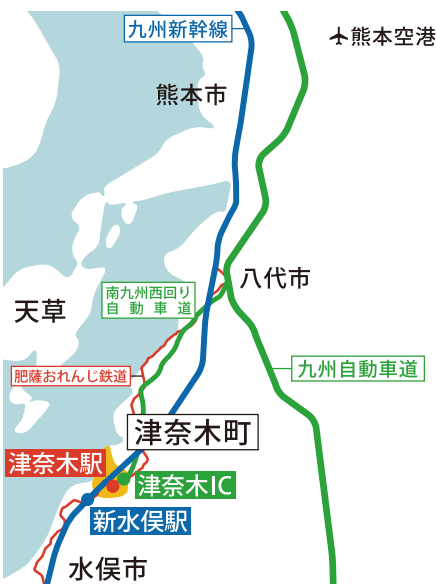 九州新幹線
熊本空港
熊本市
八代市
南九州西回り
自動車道
天草
九州自動車道
肥薩おれんじ鉄道
津奈木町
津奈木駅
津奈木IC
新水俣駅
水俣市